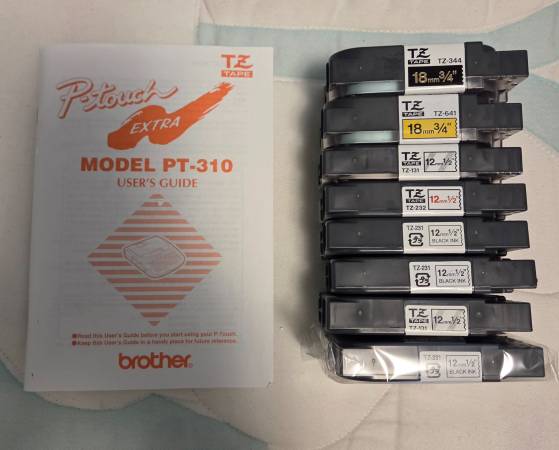 TZ
TAPE
P-touch
EXTRA
MODEL PT-310
USER'S GUIDE
●Read this User's Guide before you start using your P-Touch.
●Keep this User's Guide in a handy place for future reference.
brother®
TZ
TAPE
TZ-344
18mm¾"
TZ
TAPE
TZ-641
18mm¾"
TZ
TAPE
TZ-131
12mm½"
TZ
TAPE
TZ-232
12mm½"
TZ-231
12mm½"
BLACK INK
TZ-231
12mm½"
BLACK INK
TZ
TAPE
TZ-131
12mm½"
TZ-231
12mm½"
BLACK INK